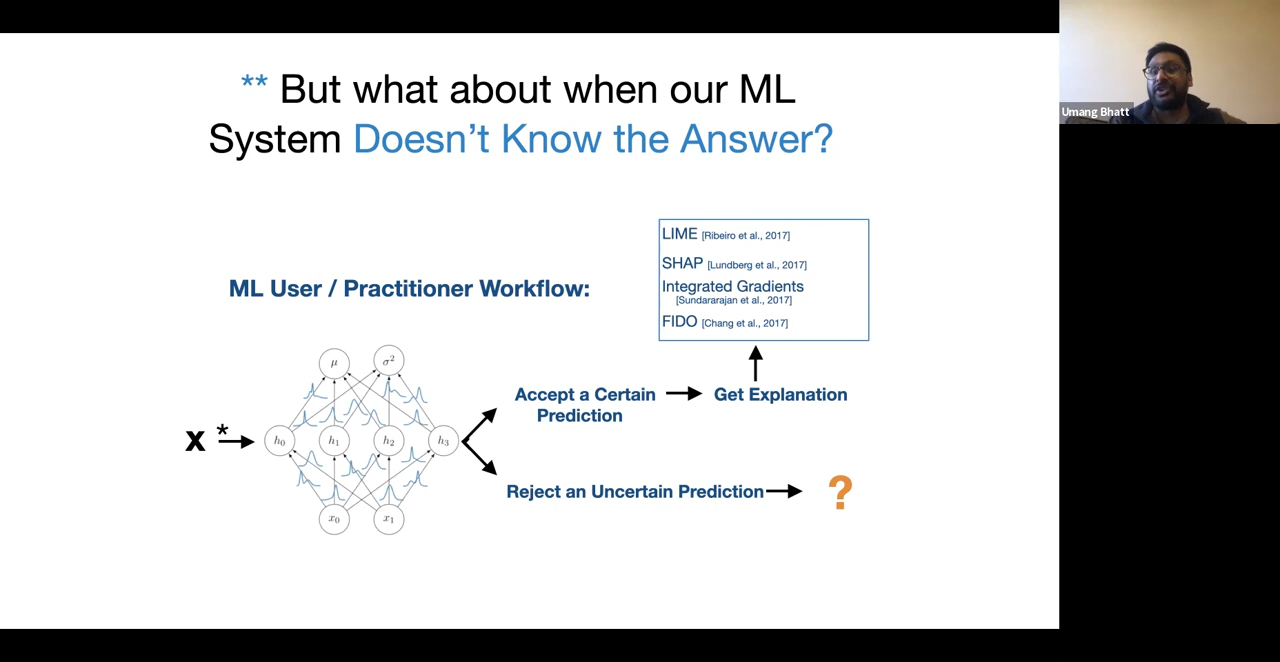 ** But what about when our ML
System Doesn't Know the Answer?
Umang Bhatt
LIME [Ribeiro et al., 2017]
SHAP [Lundberg et al., 2017]
Integrated Gradients
[Sundararajan et al., 2017]
FIDO [Chang et al., 2017]
ML User / Practitioner Workflow:
μ σ²
Accept a Certain
Prediction
Get Explanation
x *
h₀ h₁ h₂ h₃
Reject an Uncertain Prediction
?
x₀ x₁